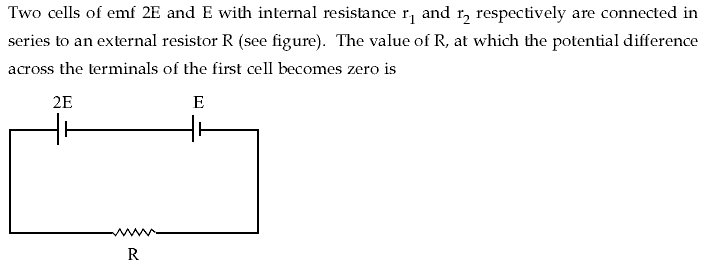 Two cells of emf 2E and E with internal resistance r₁ and r₂ respectively are connected in
series to an external resistor R (see figure). The value of R, at which the potential difference
across the terminals of the first cell becomes zero is
2E E
R